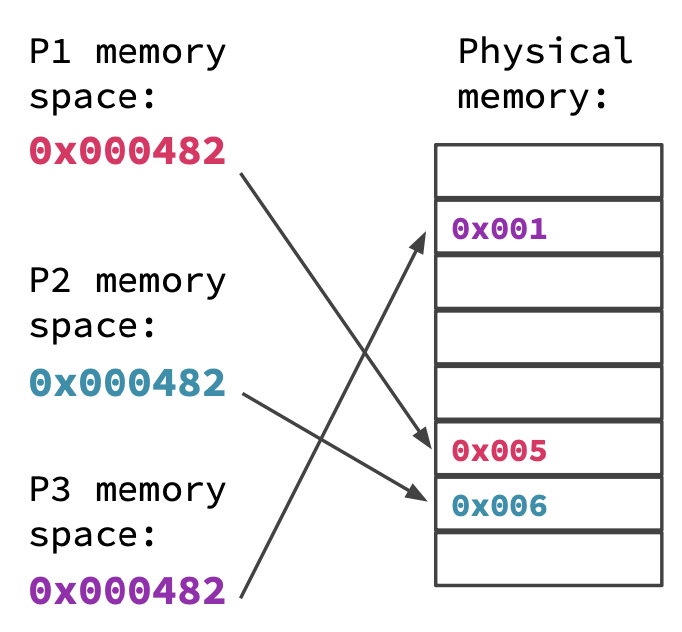 P1 memory
space:
0x000482
P2 memory
space:
0x000482
P3 memory
space:
0x000482
Physical
memory:
0x001
0x005
0x006